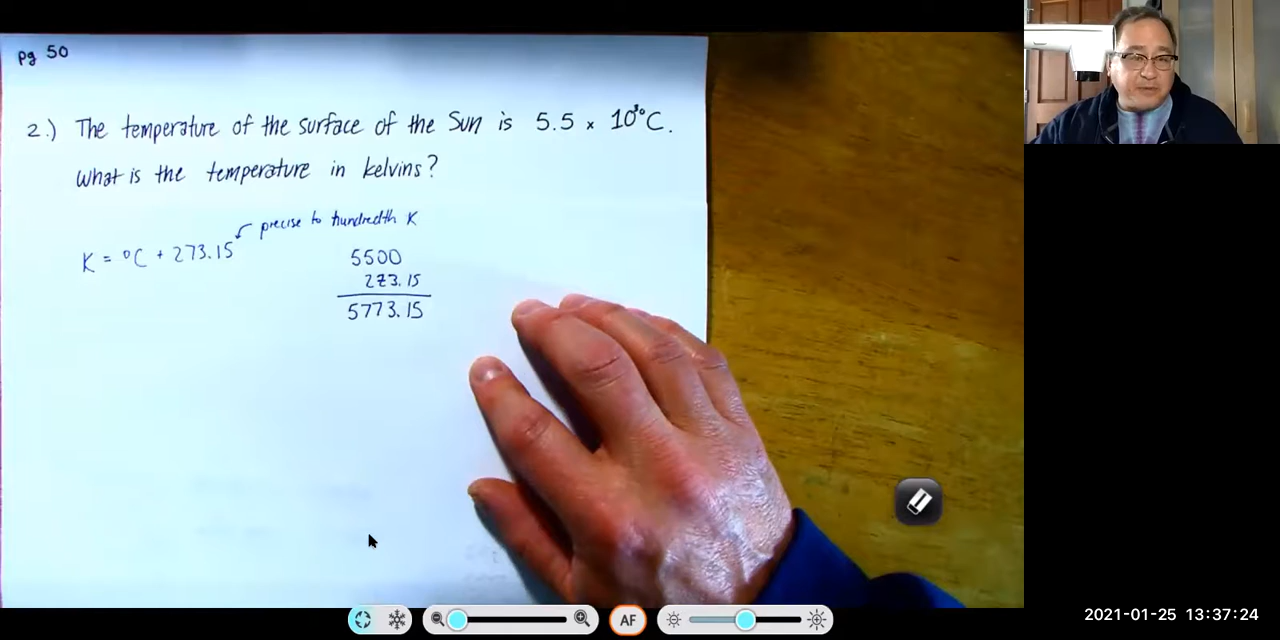 pg 50
2.) The temperature of the surface of the Sun is 5.5 × 10³°C.
What is the temperature in kelvins?
precise to hundredth K
K = °C + 273.15
5500
273.15
5773.15
AF
2021-01-25 13:37:24